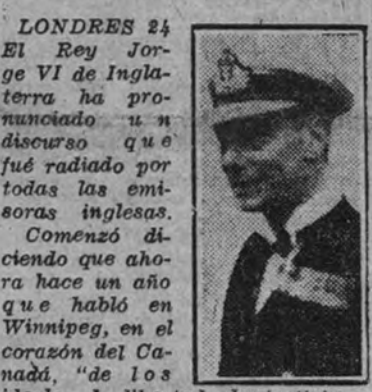 LONDRES 24
El Rey Jor-
ge VI de Ingla-
terra ha pro-
nunciado un
discurso que
fué radiado por
todas las emi-
soras inglesas.
Comenzó di-
ciendo que aho-
ra hace un año
que habló en
Winnipeg, en el
corazón del Ca-
nadá, "de los